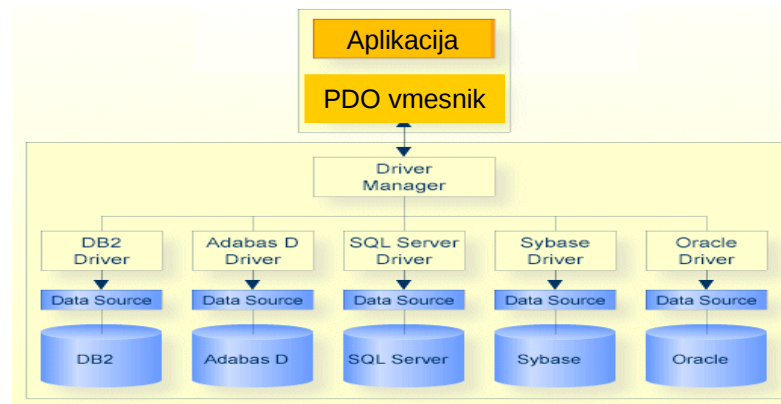 Aplikacija
PDO vmesnik
Driver
Manager
DB2
Driver
Adabas D
Driver
SQL Server
Driver
Sybase
Driver
Oracle
Driver
Data Source
Data Source
Data Source
Data Source
Data Source
DB2
Adabas D
SQL Server
Sybase
Oracle